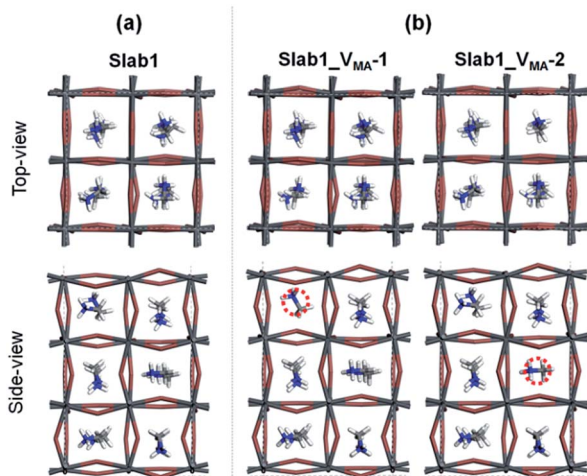 (a)
(b)
Slab1
Slab1_VMA-1
Slab1_VMA-2
Top-view
Side-view